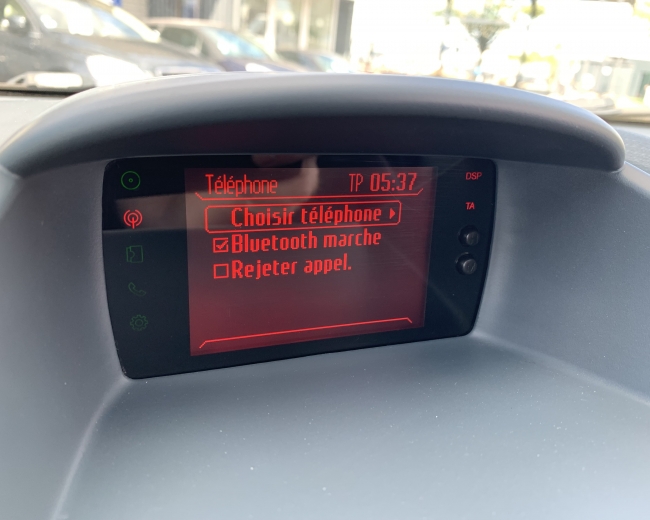 Téléphone TP 05:37
DSP
Choisir téléphone
TA
Bluetooth marche
Rejeter appel.